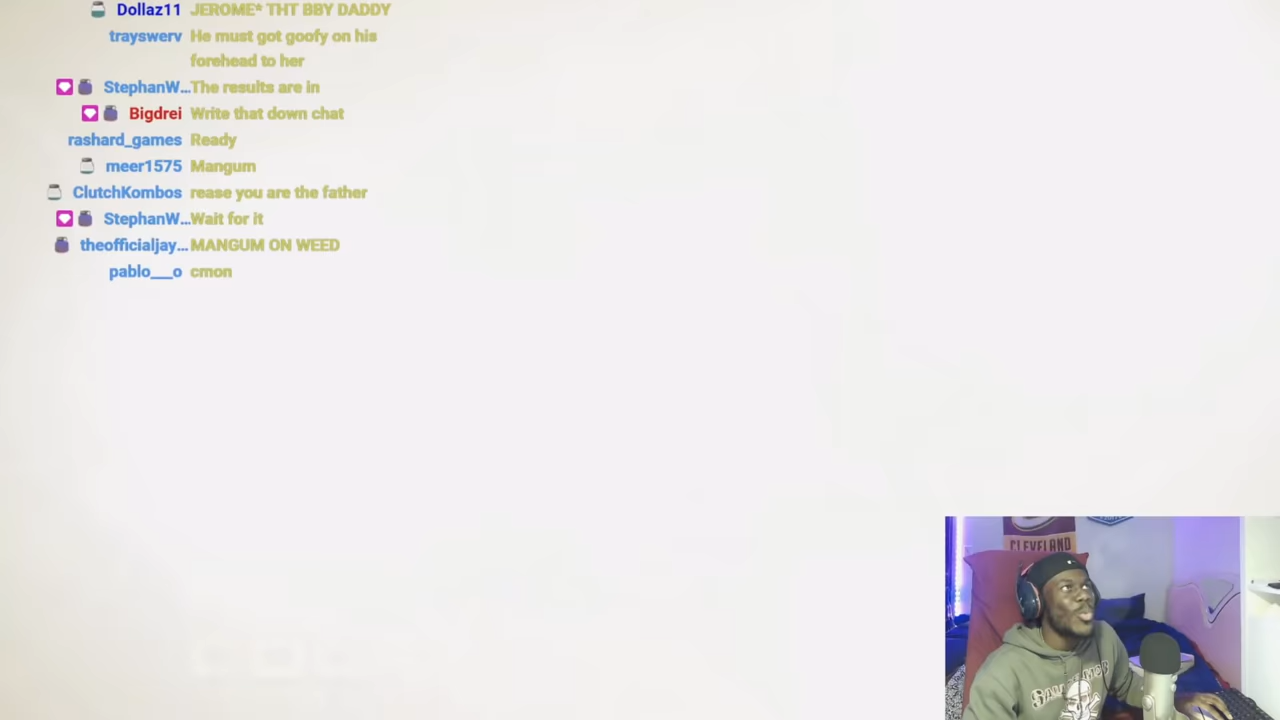 Dollaz11 JEROME* THT BBY DADDY
trayswerv He must got goofy on his
forehead to her
StephanW... The results are in
Bigdrei Write that down chat
rashard_games Ready
meer1575 Mangum
ClutchKombos rease you are the father
StephanW... Wait for it
theofficialjay... MANGUM ON WEED
pablo___o cmon
CLEVELAND